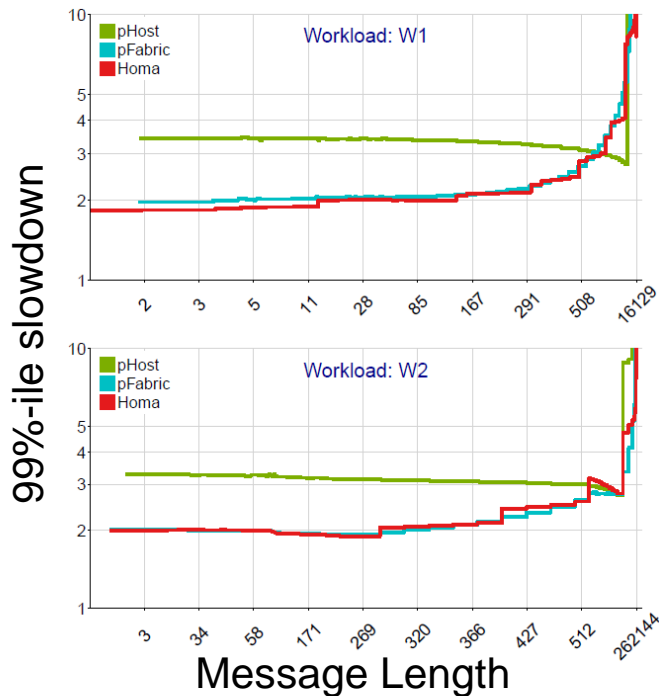 10
pHost
pFabric
Homa
Workload: W1
5
4
3
2
1
2 3 5 11 28 85 167 291 508 16129
99%-ile slowdown
10
pHost
pFabric
Homa
Workload: W2
5
4
3
2
1
3 34 58 171 269 320 366 427 512 262144
Message Length